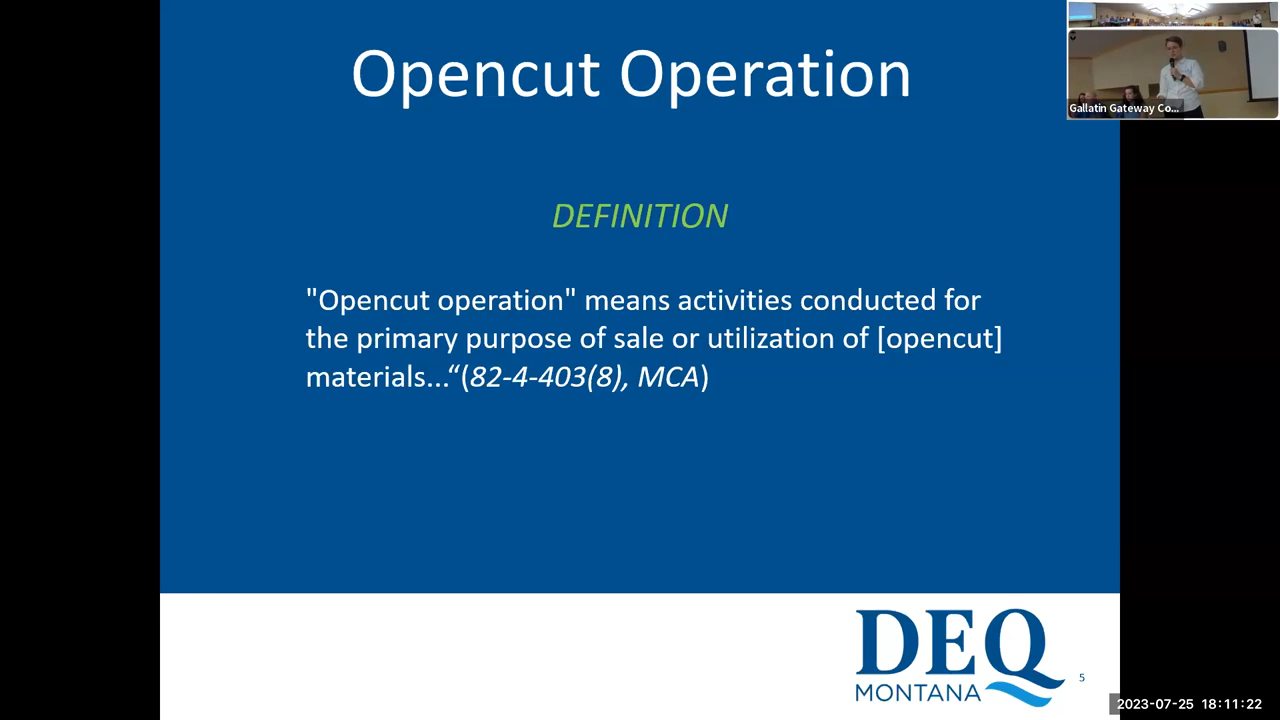 Opencut Operation
Gallatin Gateway Co...
DEFINITION
"Opencut operation" means activities conducted for
the primary purpose of sale or utilization of [opencut]
materials...“(82-4-403(8), MCA)
DEQ
MONTANA
5
2023-07-25 18:11:22